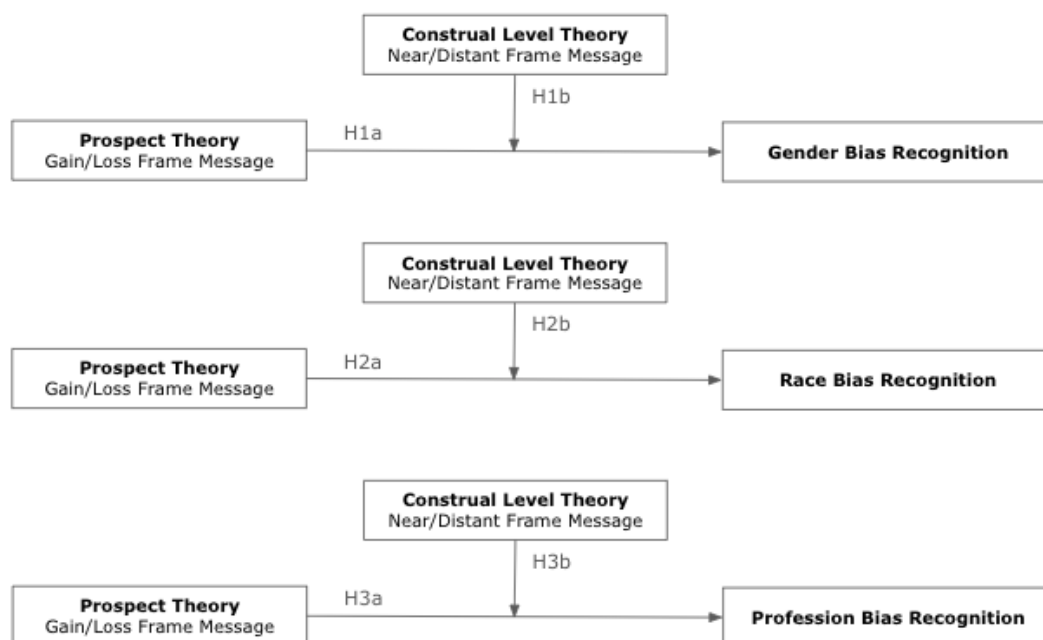 Construal Level Theory
Near/Distant Frame Message
H1b
H1a
Prospect Theory
Gain/Loss Frame Message
Gender Bias Recognition
Construal Level Theory
Near/Distant Frame Message
H2b
H2a
Prospect Theory
Gain/Loss Frame Message
Race Bias Recognition
Construal Level Theory
Near/Distant Frame Message
H3b
H3a
Prospect Theory
Gain/Loss Frame Message
Profession Bias Recognition